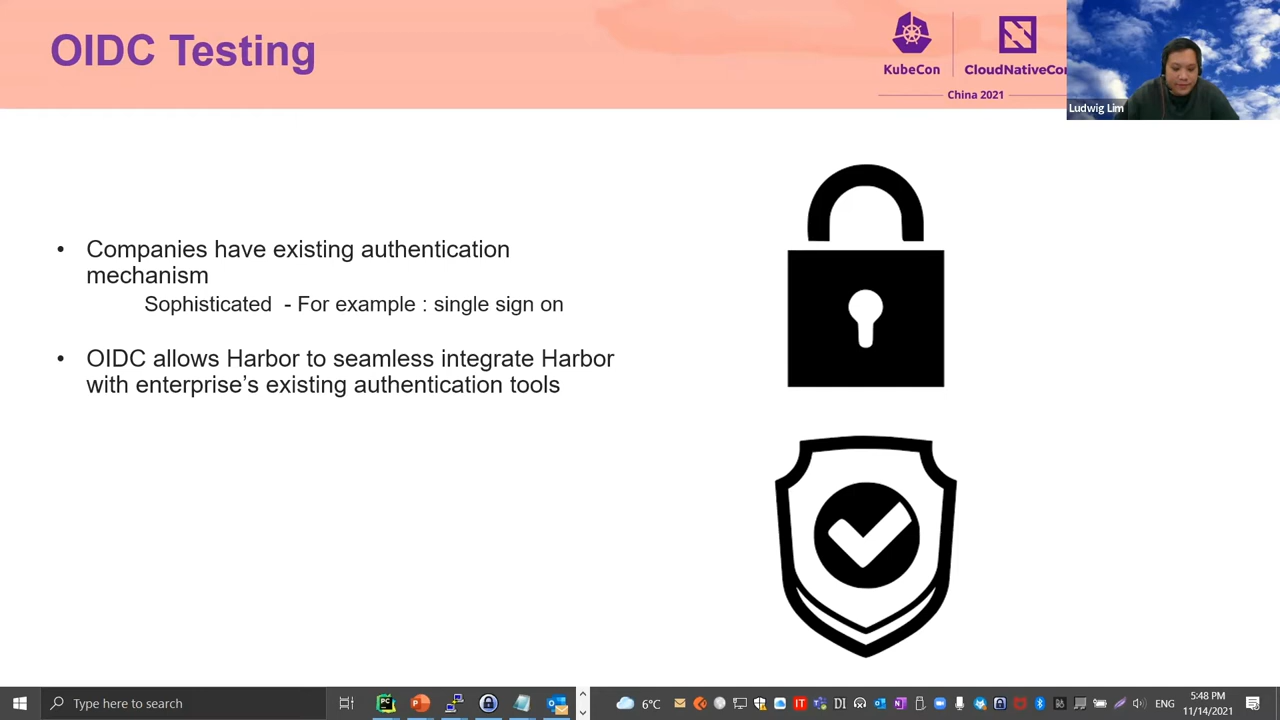 OIDC Testing
KubeCon
CloudNativeCon
China 2021
Ludwig Lim
• Companies have existing authentication
mechanism
Sophisticated - For example : single sign on
• OIDC allows Harbor to seamless integrate Harbor
with enterprise's existing authentication tools
Type here to search
6°C
ENG
5:48 PM
11/14/2021